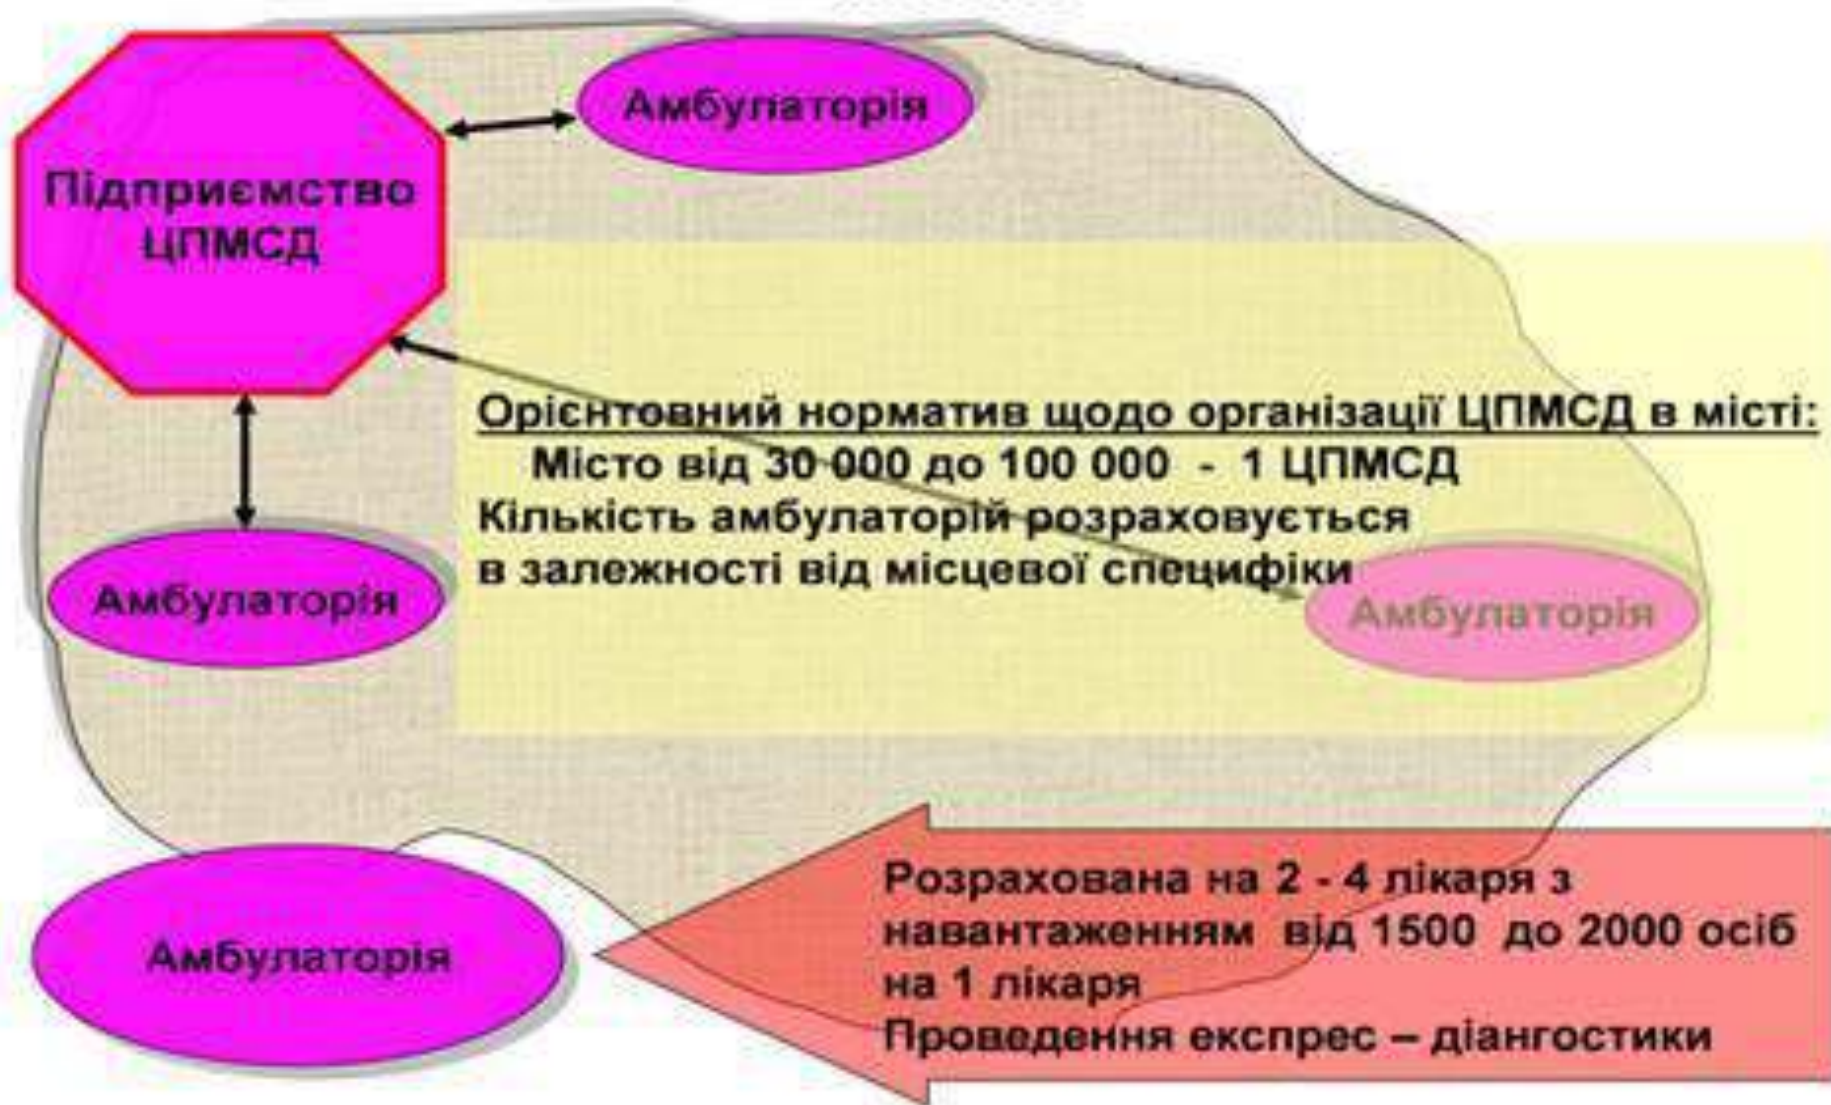 Амбулаторія
Підприємство
ЦПМСД
Орієнтовний норматив щодо організації ЦПМСД в місті:
Місто від 30 000 до 100 000 - 1 ЦПМСД
Кількість амбулаторій розраховується
в залежності від місцевої специфіки
Амбулаторія
Амбулаторія
Амбулаторія
Розрахована на 2 - 4 лікаря з
навантаженням від 1500 до 2000 осіб
на 1 лікаря
Проведення експрес – діангостики